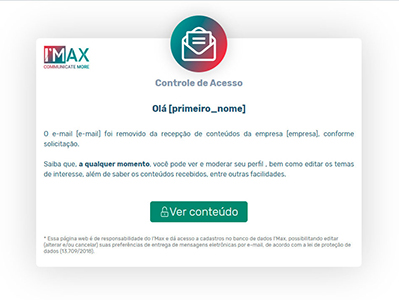 I'MAX
COMMUNICATE MORE
Controle de Acesso
Olá [primeiro_nome]
O e-mail [e-mail] foi removido da recepção de conteúdos da empresa [empresa], conforme
solicitação.
Saiba que, a qualquer momento, você pode ver e moderar seu perfil , bem como editar os temas
de interesse, além de saber os conteúdos recebidos, entre outras facilidades.
Ver conteúdo
* Essa página web é de responsabilidade do I'Max e dá acesso a cadastros no banco de dados I'Max, possibilitando editar
(alterar e/ou cancelar) suas preferências de entrega de mensagens eletrônicas por e-mail, de acordo com a lei de proteção de
dados (13.709/2018).